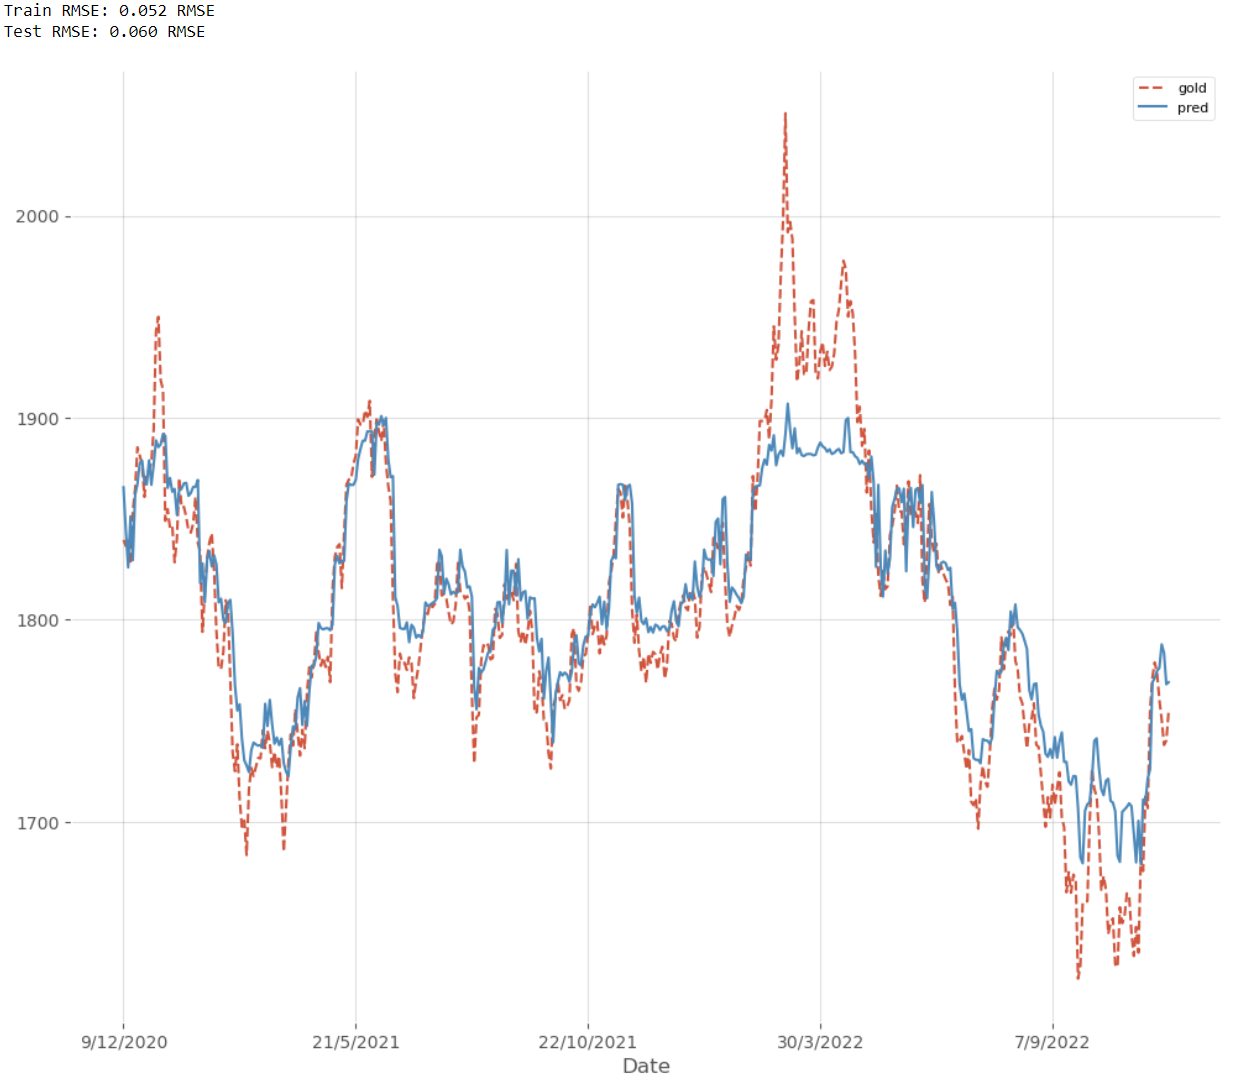 Train RMSE: 0.052 RMSE
Test RMSE: 0.060 RMSE
gold
pred
2000
1900
1800
1700
9/12/2020 21/5/2021 22/10/2021 30/3/2022 7/9/2022
Date